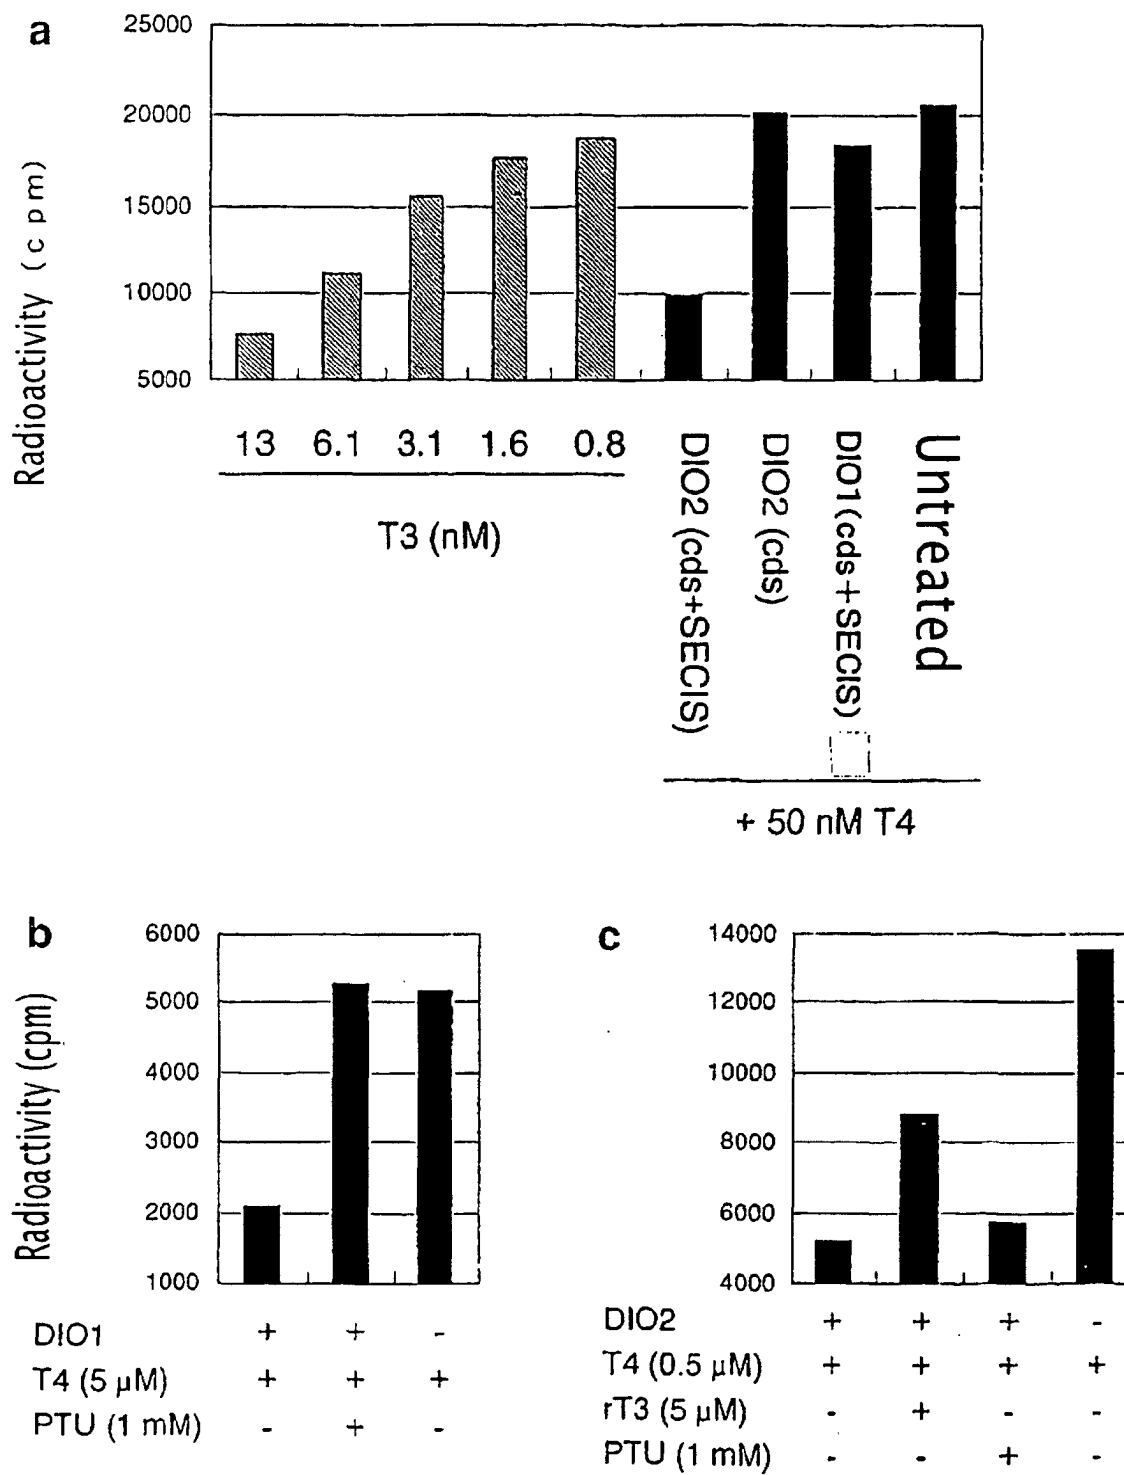 a
25000
20000
15000
10000
5000
Radioactivity (cpm)
13 6.1 3.1 1.6 0.8
T3 (nM)
DIO2 (cds+SECIS)
DIO2 (cds)
DIO1(cds+SECIS)
Untreated
+ 50 nM T4
b
6000
5000
4000
3000
2000
1000
Radioactivity (cpm)
DIO1 + + -
T4 (5 µM) + + +
PTU (1 mM) - + -
c
14000
12000
10000
8000
6000
4000
DIO2 + + + -
T4 (0.5 µM) + + + +
rT3 (5 µM) - + - -
PTU (1 mM) - - + -